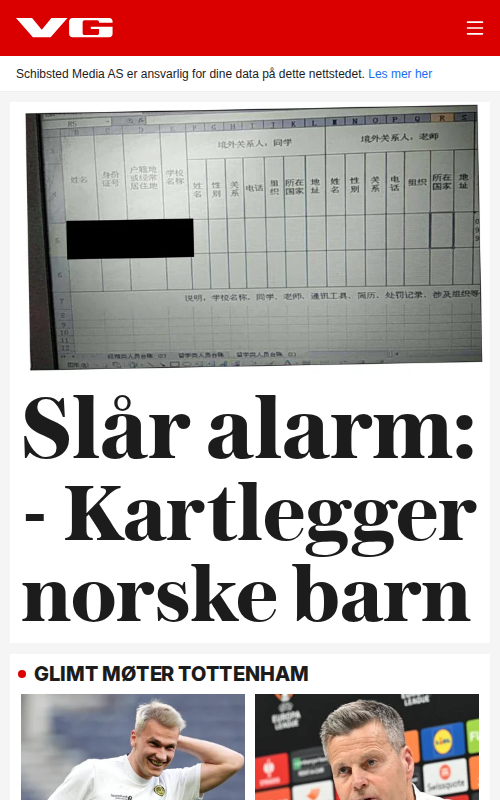 VG
Schibsted Media AS er ansvarlig for dine data på dette nettstedet. Les mer her
境外关系人，同学
境外关系人，老师
姓名
身份证号
户籍地或经常居住地
学校名称
姓名
性别
关系
电话
组织
所在国家
地址
姓名
性别
关系
电话
组织
所在国家
地址
说明，学校名称、同学、老师、通讯工具、简历、处罚记录、涉及组织等
Slår alarm:
- Kartlegger
norske barn
GLIMT MØTER TOTTENHAM
EUROPA
LEAGUE
LEAGUE
Swissquote